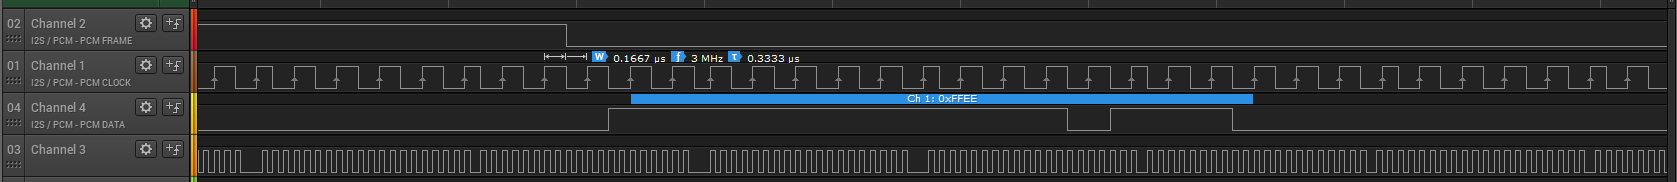 02 Channel 2
I2S / PCM - PCM FRAME
W 0.1667 µs f 3 MHz τ 0.3333 µs
01 Channel 1
I2S / PCM - PCM CLOCK
Ch 1: 0xFFEE
04 Channel 4
I2S / PCM - PCM DATA
03 Channel 3